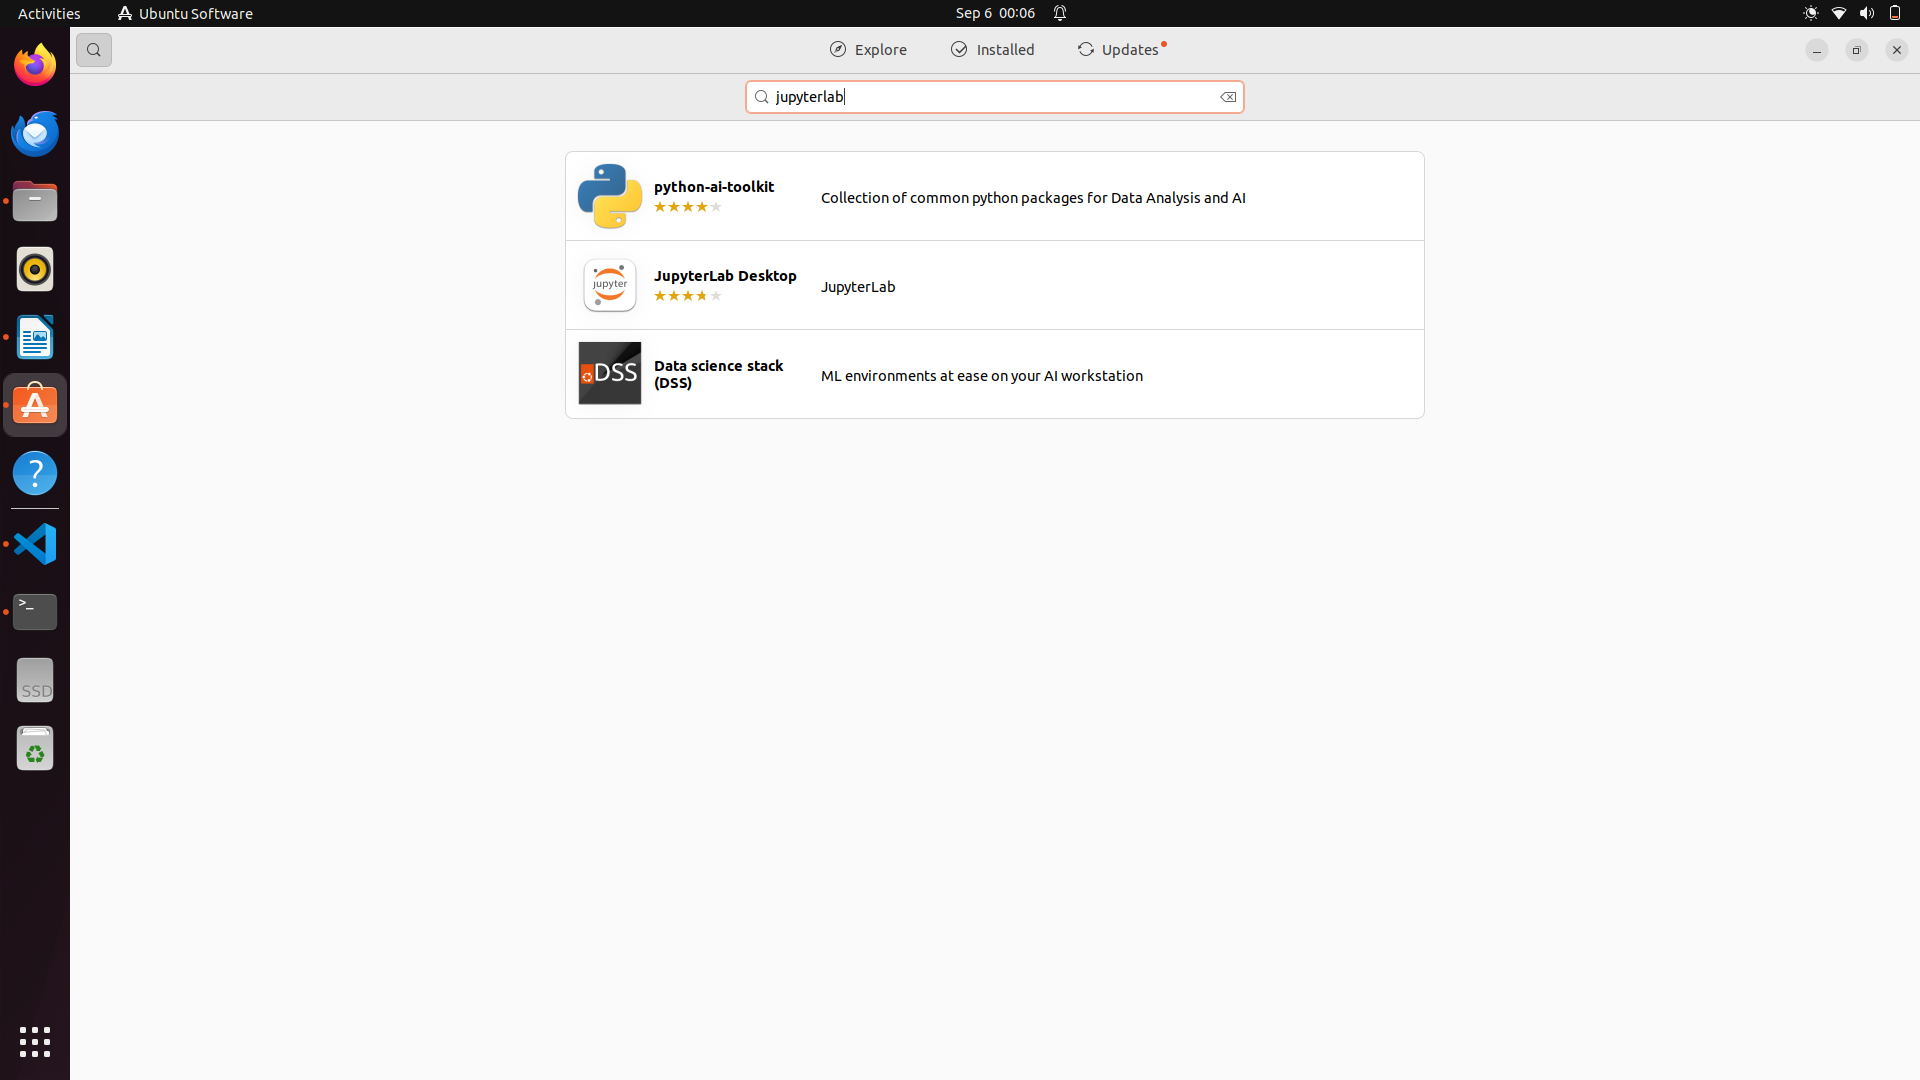 Activities
Ubuntu Software
Sep 6 00:06
Explore
Installed
Updates
jupyterlab
python-ai-toolkit
Collection of common python packages for Data Analysis and AI
jupyter
JupyterLab Desktop
JupyterLab
DSS
Data science stack
(DSS)
ML environments at ease on your AI workstation
?
>_
SSD